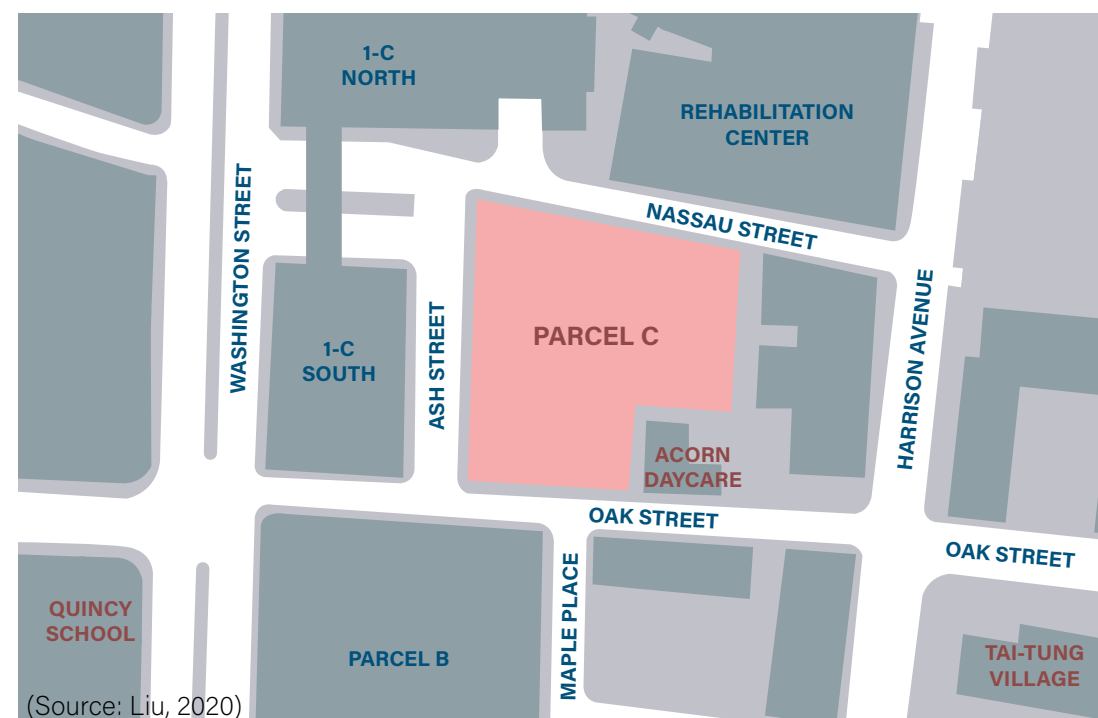 1-C
NORTH
REHABILITATION
CENTER
WASHINGTON STREET
NASSAU STREET
PARCEL C
1-C
SOUTH
ASH STREET
HARRISON AVENUE
ACORN
DAYCARE
OAK STREET
OAK STREET
MAPLE PLACE
QUINCY
SCHOOL
PARCEL B
TAI-TUNG
VILLAGE
(Source: Liu, 2020)